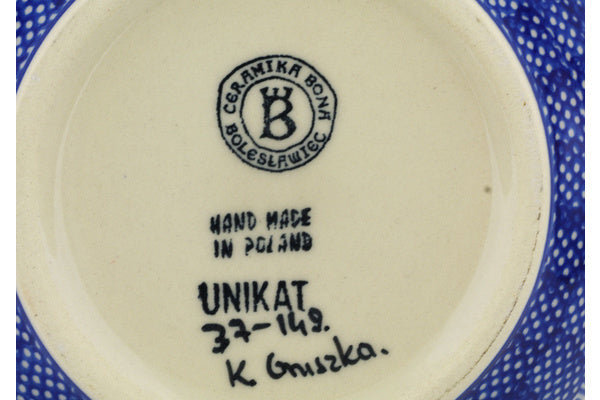 CERAMIKA BONA
B
BOLESŁAWIEC
HAND MADE
IN POLAND
UNIKAT
37-149.
K. Gruszka.